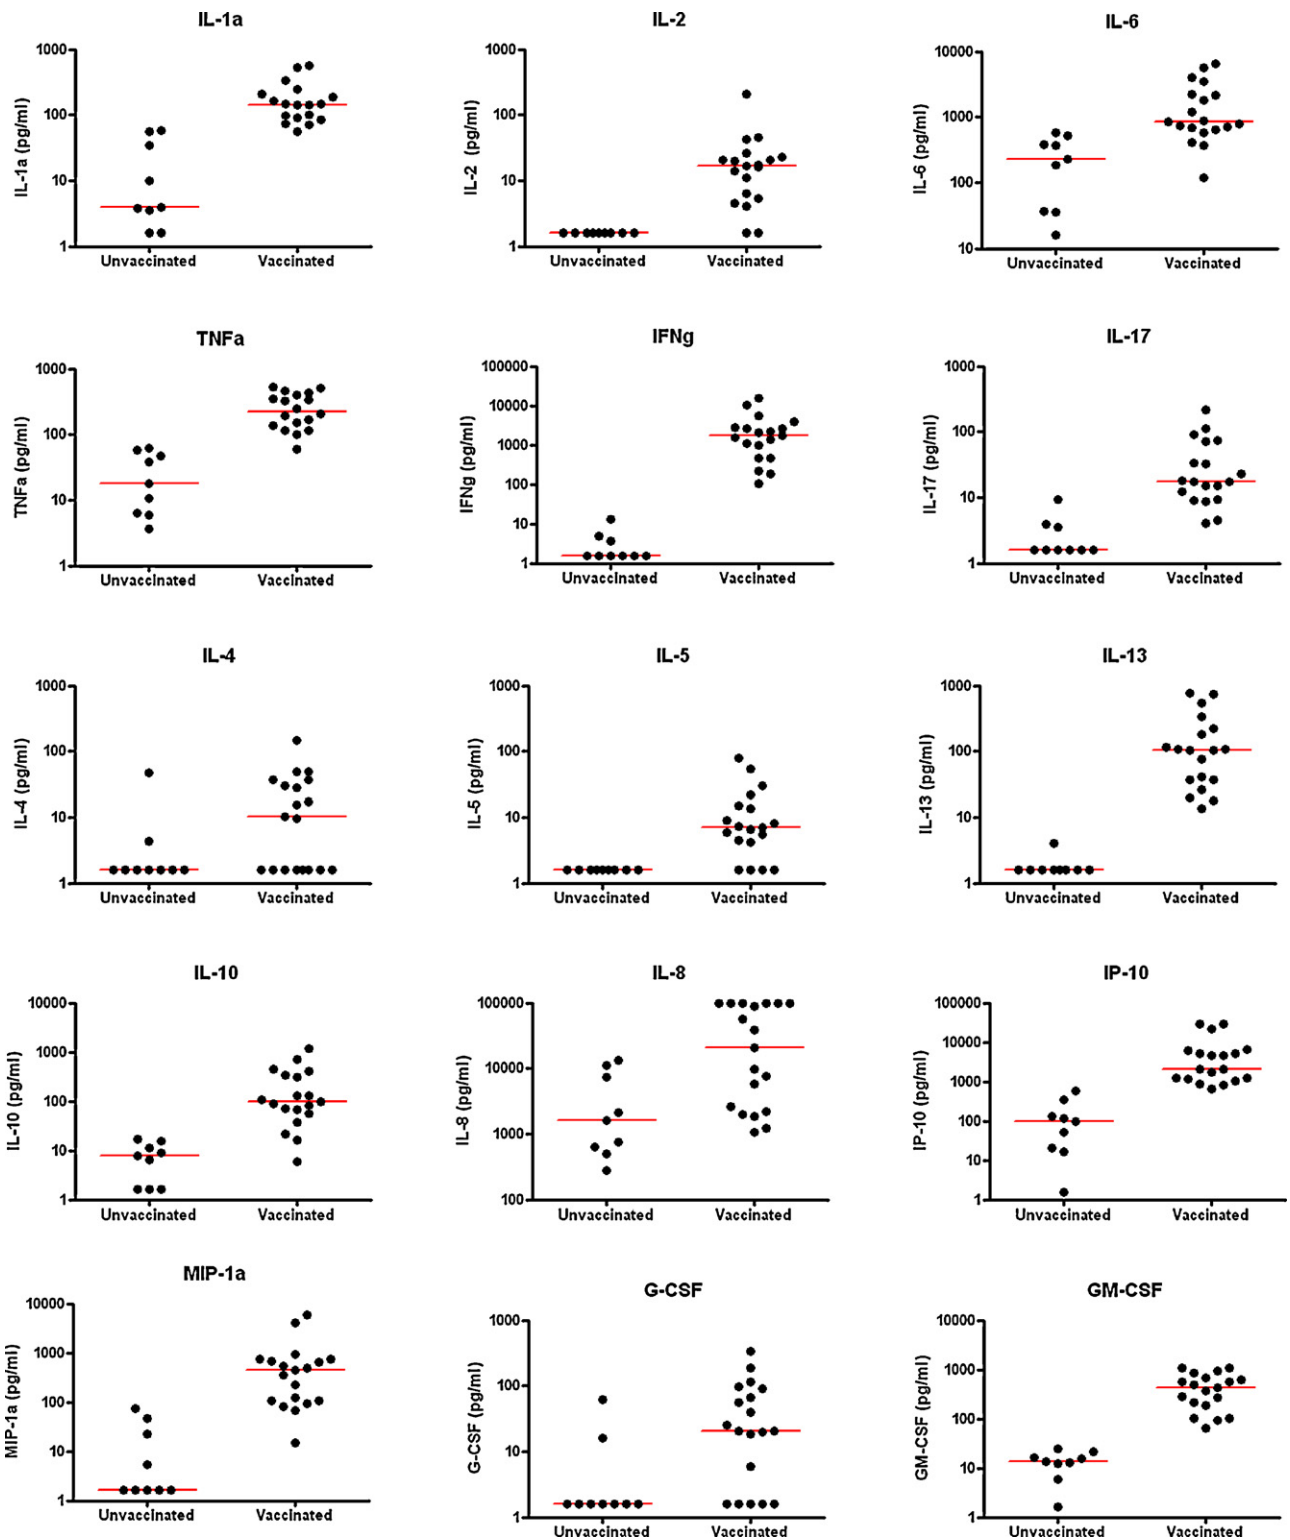 IL-1a
IL-1a (pg/ml)
1000
100
10
1
Unvaccinated Vaccinated
IL-2
IL-2 (pg/ml)
1000
100
10
1
Unvaccinated Vaccinated
IL-6
IL-6 (pg/ml)
10000
1000
100
10
Unvaccinated Vaccinated
TNFa
TNFa (pg/ml)
1000
100
10
1
Unvaccinated Vaccinated
IFNg
IFNg (pg/ml)
100000
10000
1000
100
10
1
Unvaccinated Vaccinated
IL-17
IL-17 (pg/ml)
1000
100
10
1
Unvaccinated Vaccinated
IL-4
IL-4 (pg/ml)
1000
100
10
1
Unvaccinated Vaccinated
IL-5
IL-5 (pg/ml)
1000
100
10
1
Unvaccinated Vaccinated
IL-13
IL-13 (pg/ml)
1000
100
10
1
Unvaccinated Vaccinated
IL-10
IL-10 (pg/ml)
10000
1000
100
10
1
Unvaccinated Vaccinated
IL-8
IL-8 (pg/ml)
100000
10000
1000
100
Unvaccinated Vaccinated
IP-10
IP-10 (pg/ml)
100000
10000
1000
100
10
1
Unvaccinated Vaccinated
MIP-1a
MIP-1a (pg/ml)
10000
1000
100
10
1
Unvaccinated Vaccinated
G-CSF
G-CSF (pg/ml)
1000
100
10
1
Unvaccinated Vaccinated
GM-CSF
GM-CSF (pg/ml)
10000
1000
100
10
1
Unvaccinated Vaccinated